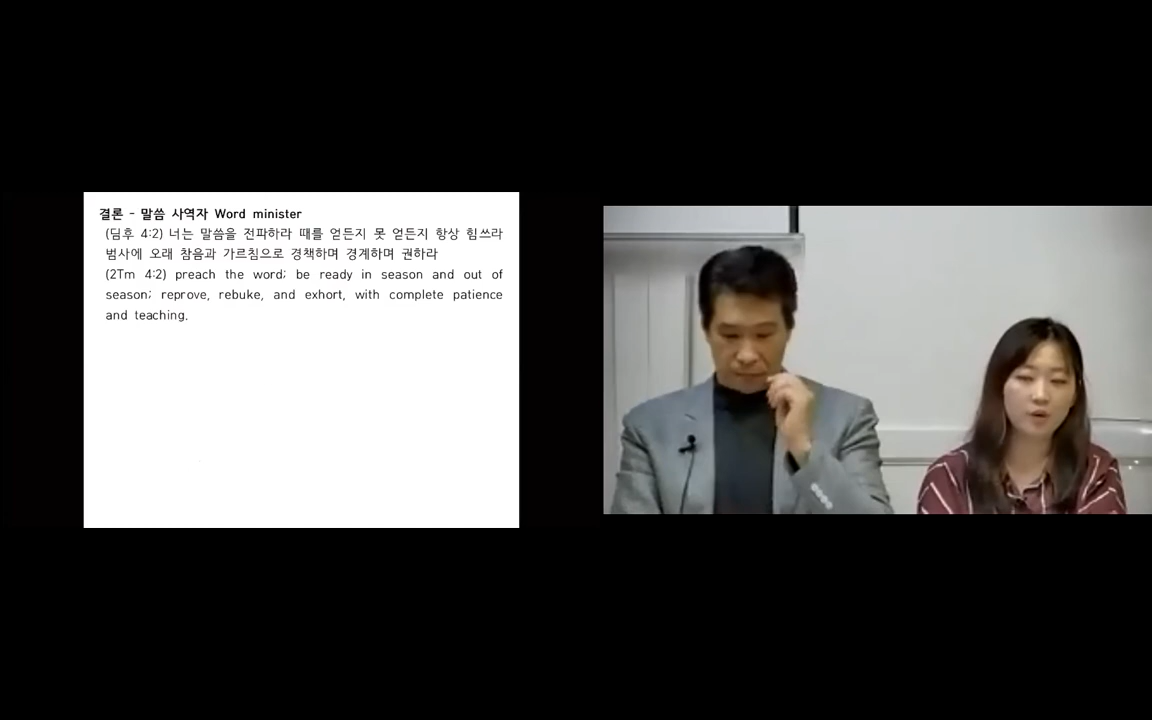 결론 - 말씀 사역자 Word minister
(딤후 4:2) 너는 말씀을 전파하라 때를 얻든지 못 얻든지 항상 힘쓰라
범사에 오래 참음과 가르침으로 경책하며 경계하며 권하라
(2Tm 4:2) preach the word; be ready in season and out of
season; reprove, rebuke, and exhort, with complete patience
and teaching.